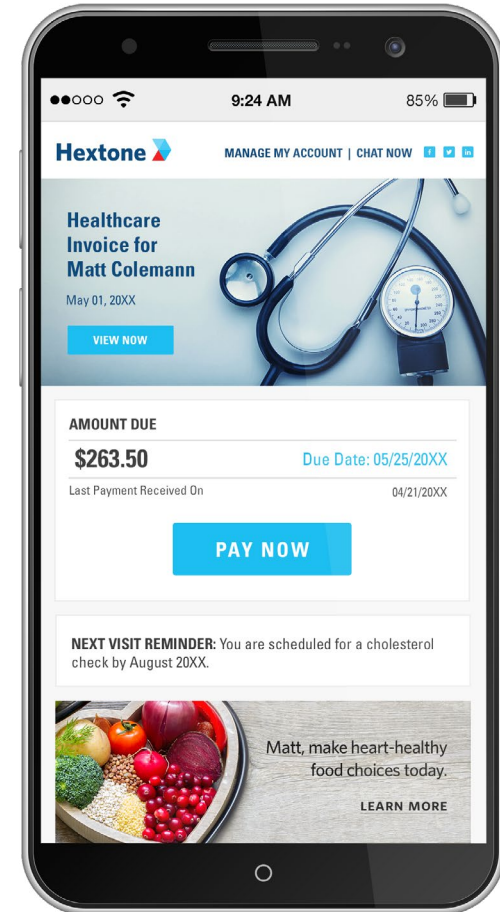 9:24 AM
85%
Hextone
MANAGE MY ACCOUNT | CHAT NOW
Healthcare
Invoice for
Matt Colemann
May 01, 20XX
VIEW NOW
AMOUNT DUE
$263.50
Due Date: 05/25/20XX
Last Payment Received On
04/21/20XX
PAY NOW
NEXT VISIT REMINDER: You are scheduled for a cholesterol
check by August 20XX.
Matt, make heart-healthy
food choices today.
LEARN MORE